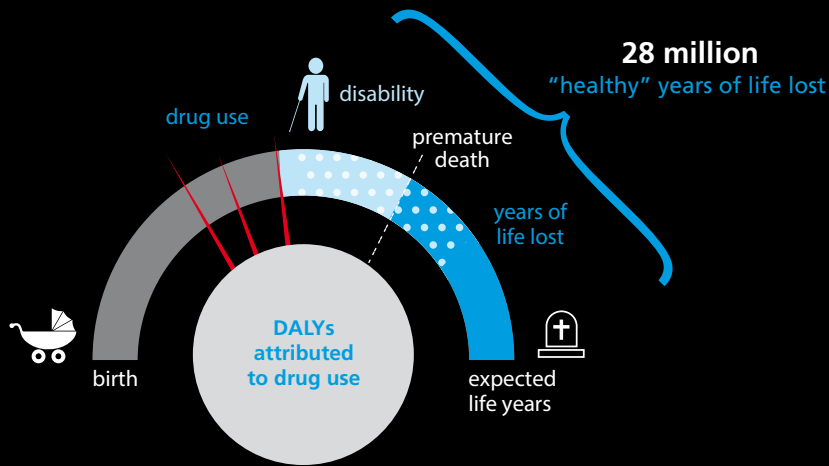 28 million
“healthy” years of life lost
disability
drug use
premature
death
years of
life lost
DALYs
attributed
to drug use
birth
expected
life years